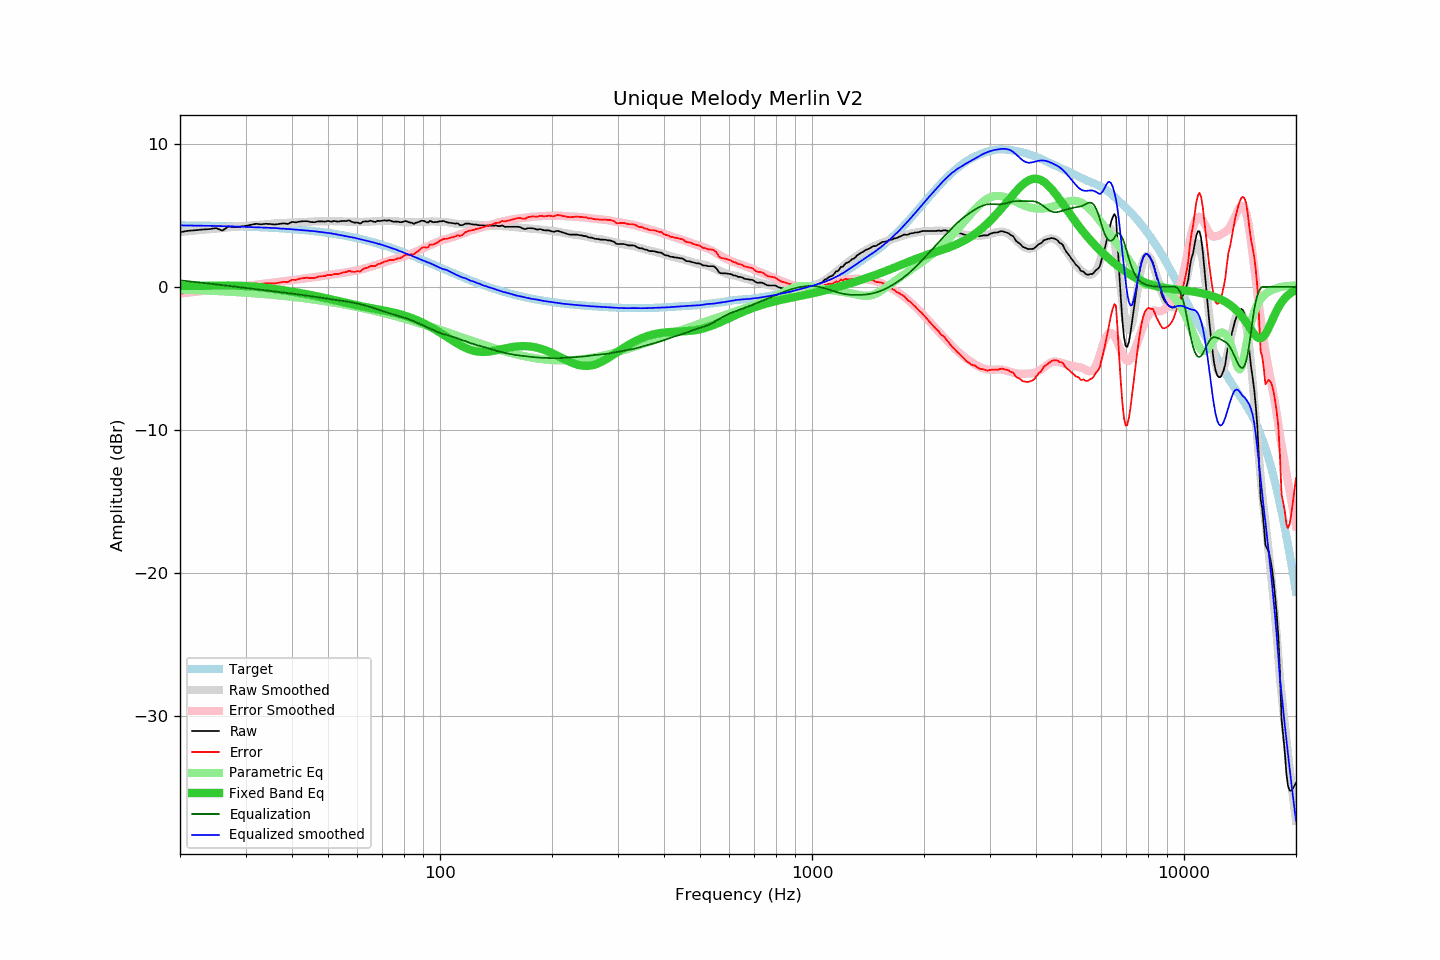 Unique Melody Merlin V2
10
0
−10
−20
−30
Amplitude (dBr)
Target
Raw Smoothed
Error Smoothed
Raw
Error
Parametric Eq
Fixed Band Eq
Equalization
Equalized smoothed
100
1000
10000
Frequency (Hz)